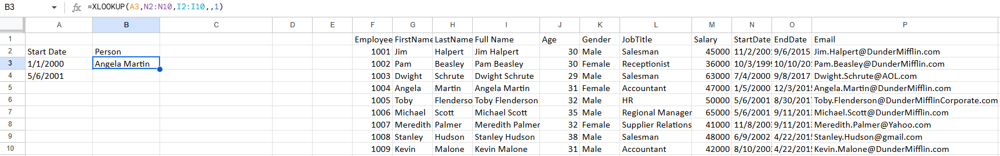 B3 fx =XLOOKUP(A3,N2:N10,I2:I10,,1)
A B C D E F G H I J K L M N O P
1 Employee FirstName LastName Full Name Age Gender JobTitle Salary StartDate EndDate Email
2 Start Date Person 1001 Jim Halpert Jim Halpert 30 Male Salesman 45000 11/2/200 9/6/2015 Jim.Halpert@DunderMifflin.com
3 1/1/2000 Angela Martin 1002 Pam Beasley Pam Beasley 30 Female Receptionist 36000 10/3/199 10/10/20 Pam.Beasley@DunderMifflin.com
4 5/6/2001 1003 Dwight Schrute Dwight Schrute 29 Male Salesman 63000 7/4/2000 9/8/2017 Dwight.Schrute@AOL.com
5 1004 Angela Martin Angela Martin 31 Female Accountant 47000 1/5/2000 12/3/201 Angela.Martin@DunderMifflin.com
6 1005 Toby Flenderso Toby Flenderson 32 Male HR 50000 5/6/2001 8/30/201 Toby.Flenderson@DunderMifflinCorporate.com
7 1006 Michael Scott Michael Scott 35 Male Regional Manager 65000 5/6/2001 9/11/201 Michael.Scott@DunderMifflin.com
8 1007 Meredith Palmer Meredith Palmer 32 Female Supplier Relations 41000 11/8/200 9/11/201 Meredith.Palmer@Yahoo.com
9 1008 Stanley Hudson Stanley Hudson 38 Male Salesman 48000 6/9/2002 4/22/201 Stanley.Hudson@gmail.com
10 1009 Kevin Malone Kevin Malone 31 Male Accountant 42000 8/10/200 4/22/201 Kevin.Malone@DunderMifflin.com